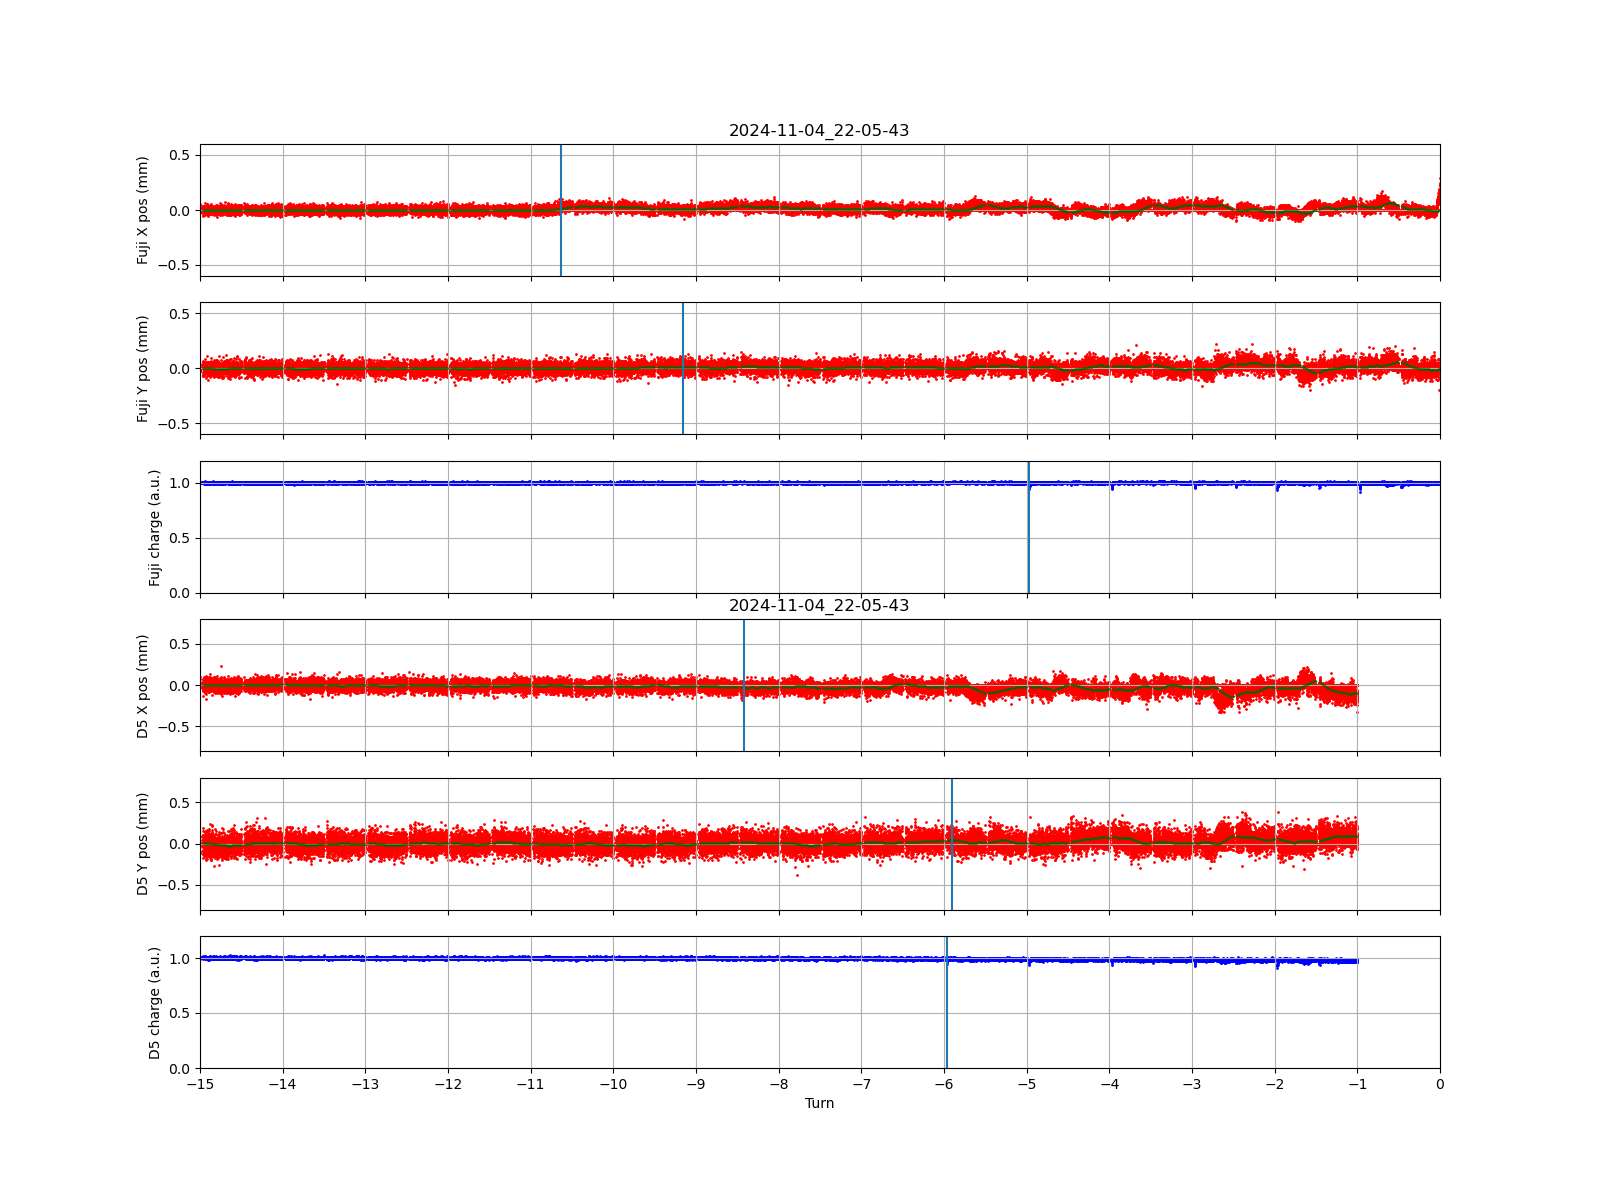 2024-11-04_22-05-43
Fuji X pos (mm)
0.5
0.0
−0.5
Fuji Y pos (mm)
0.5
0.0
−0.5
Fuji charge (a.u.)
1.0
0.5
0.0
2024-11-04_22-05-43
D5 X pos (mm)
0.5
0.0
−0.5
D5 Y pos (mm)
0.5
0.0
−0.5
D5 charge (a.u.)
1.0
0.5
0.0
−15 −14 −13 −12 −11 −10 −9 −8 −7 −6 −5 −4 −3 −2 −1 0
Turn